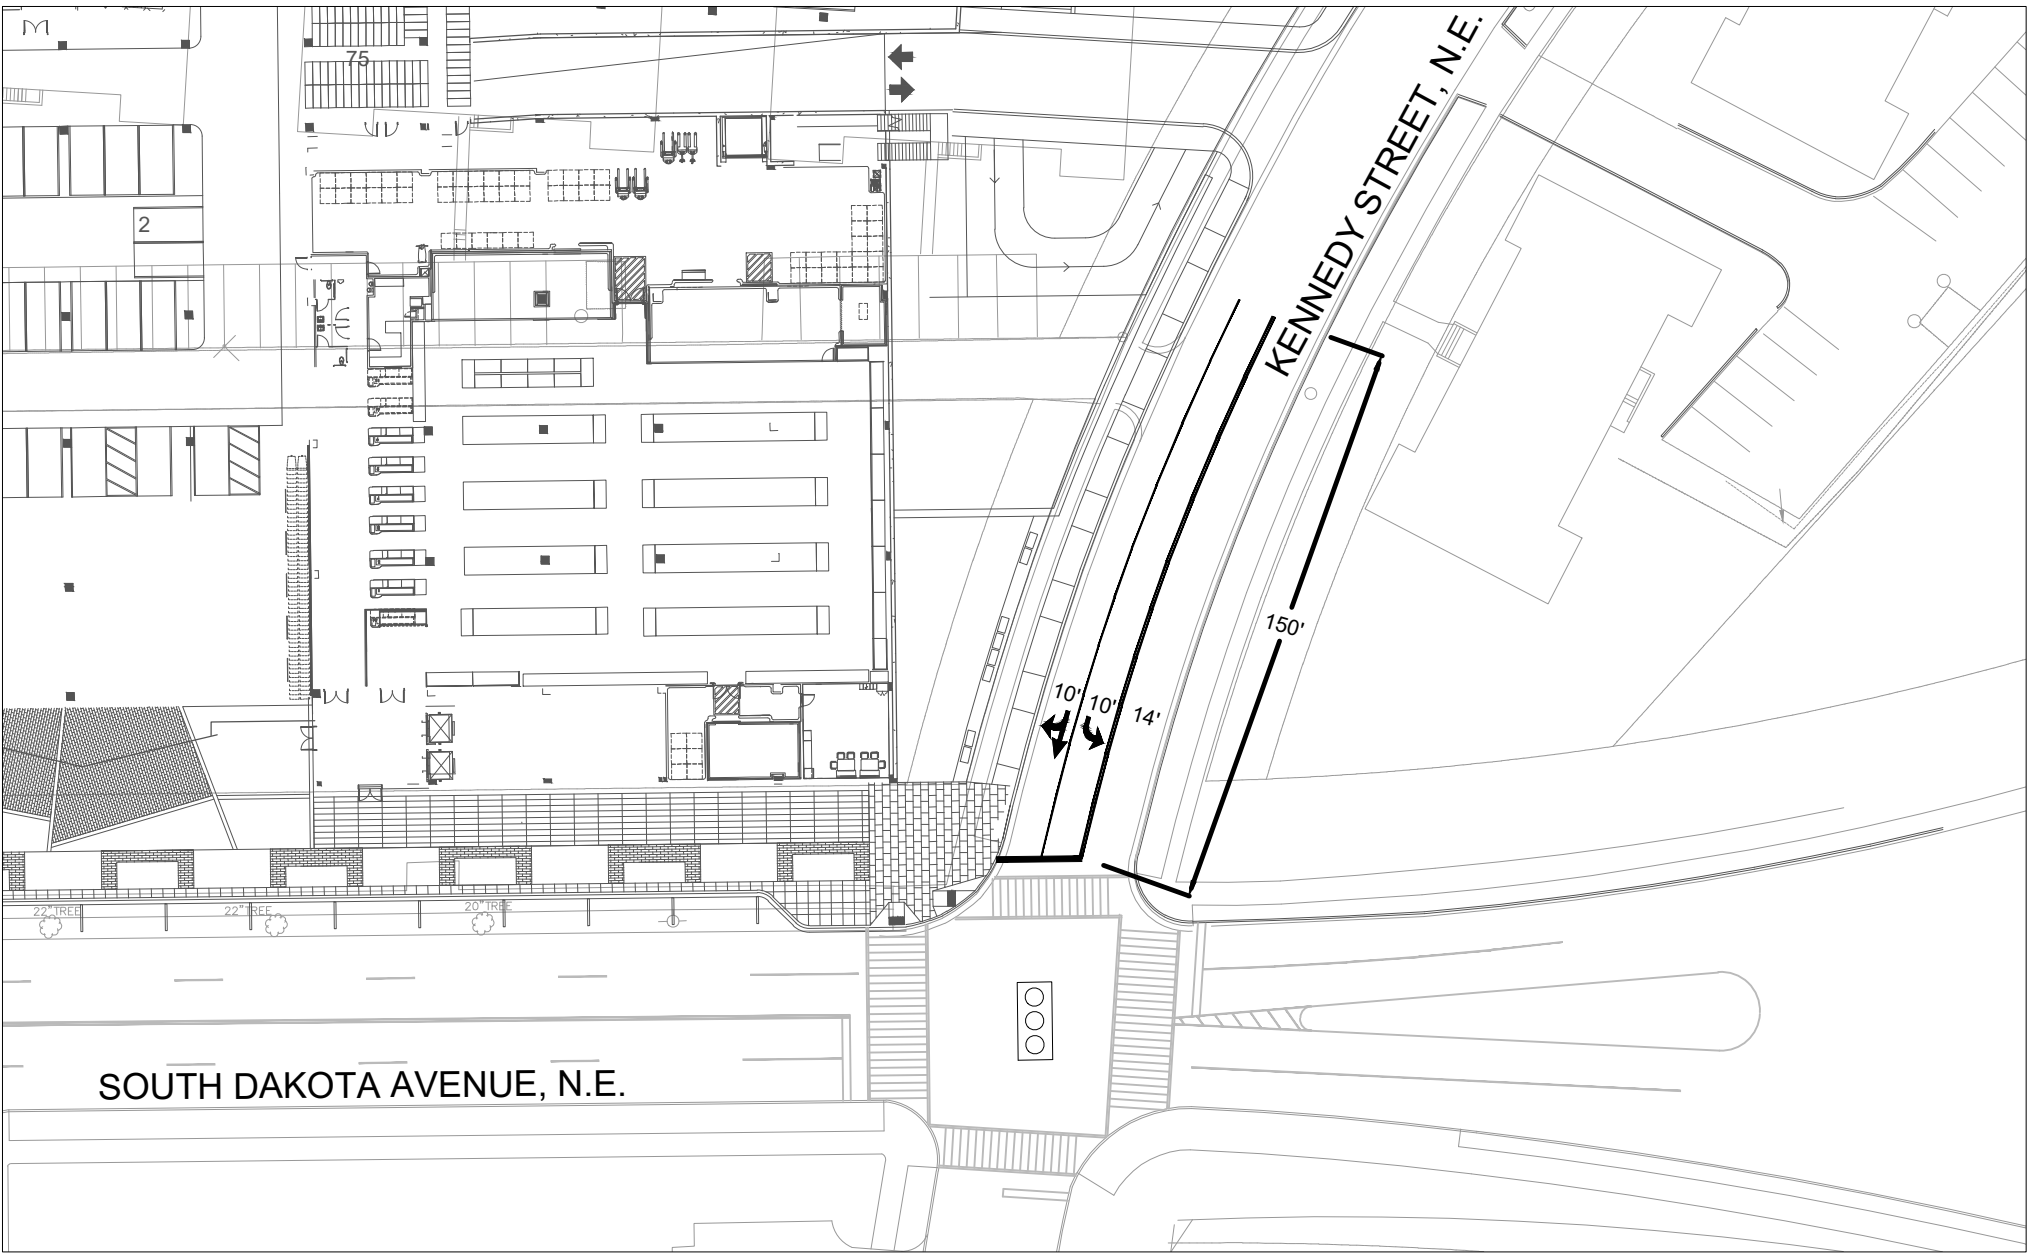 75
KENNEDY STREET, N.E.
2
150'
10'
10'
14'
22"TREE
22"TREE
20"TREE
SOUTH DAKOTA AVENUE, N.E.